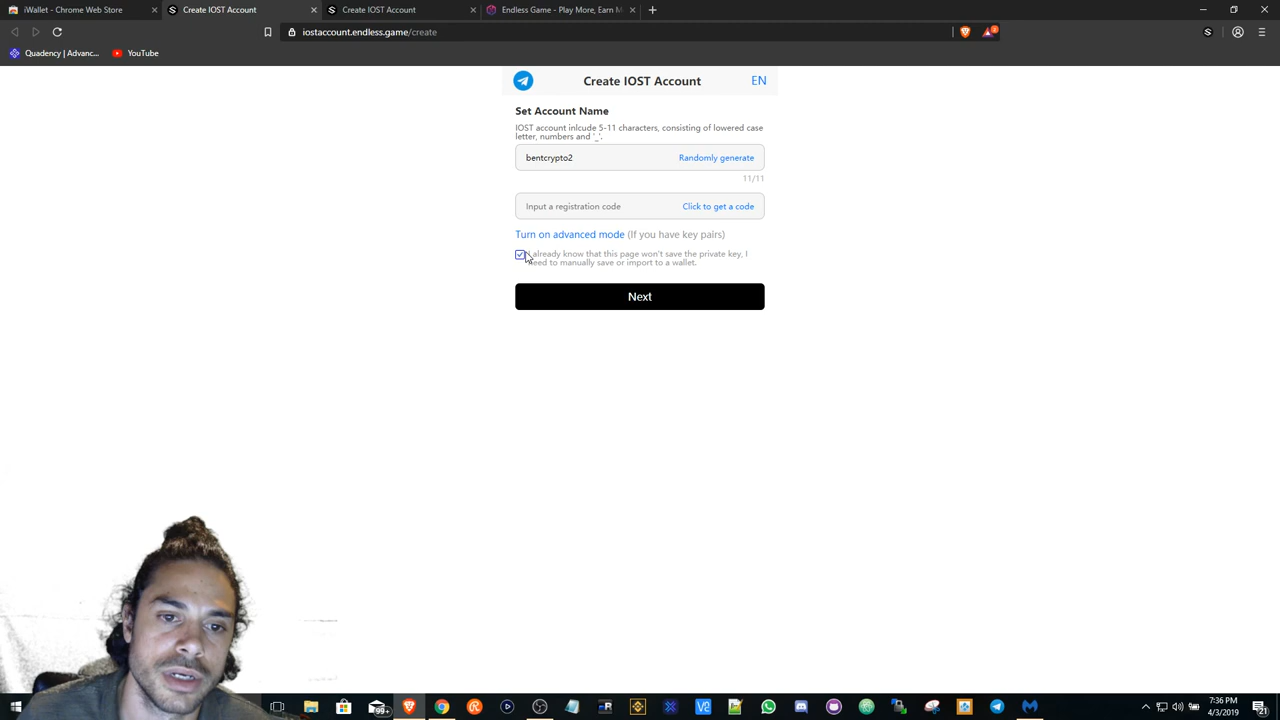 iWallet - Chrome Web Store
Create IOST Account
Create IOST Account
Endless Game - Play More, Earn M
iostaccount.endless.game/create
Quadency | Advanc...
YouTube
Create IOST Account
EN
Set Account Name
IOST account inlcude 5-11 characters, consisting of lowered case
letter, numbers and '_'.
bentcrypto2
Randomly generate
11/11
Input a registration code
Click to get a code
Turn on advanced mode (If you have key pairs)
already know that this page won't save the private key, I
need to manually save or import to a wallet.
Next
99+
7:36 PM
4/3/2019
21